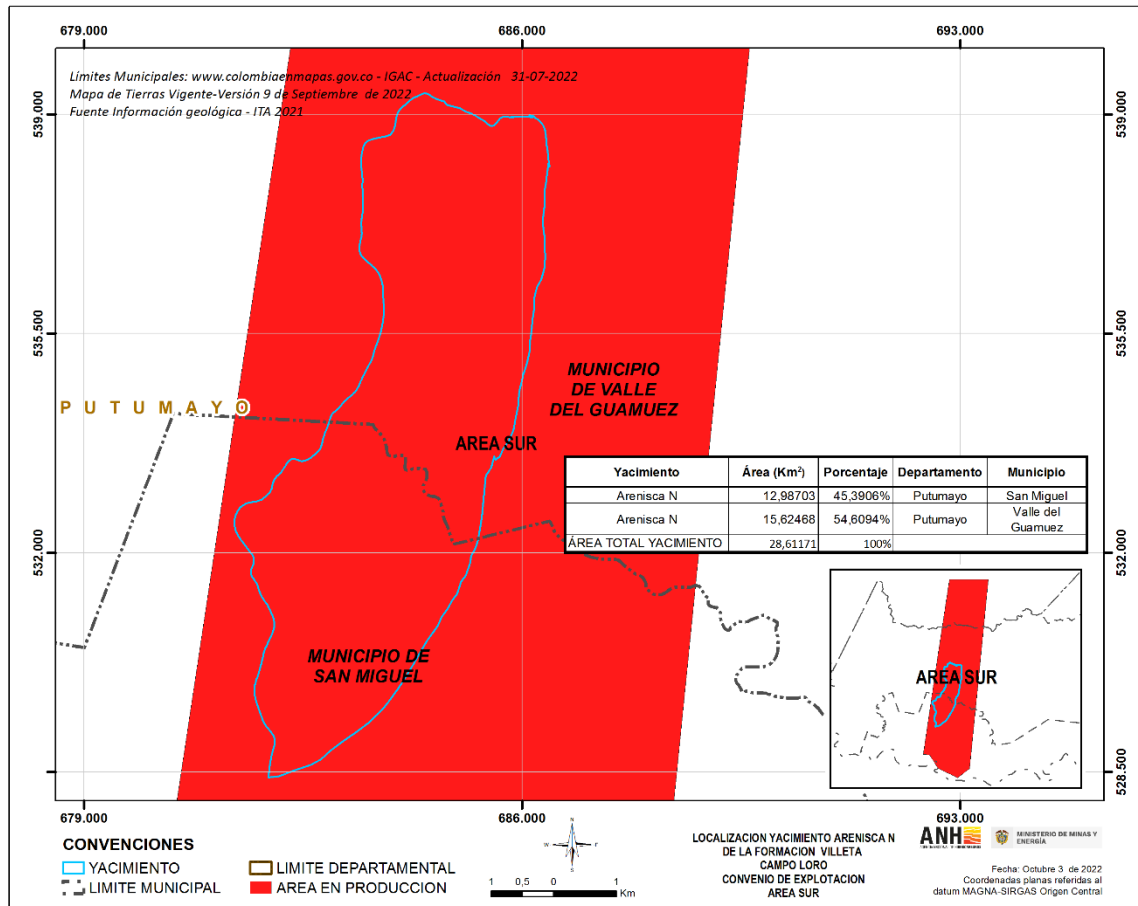 679.000 686.000 693.000
Límites Municipales: www.colombiaenmapas.gov.co - IGAC - Actualización 31-07-2022
Mapa de Tierras Vigente-Versión 9 de Septiembre de 2022
Fuente Información geológica - ITA 2021
539.000 539.000
535.500 535.500
MUNICIPIO
DE VALLE
DEL GUAMUEZ
PUTUMAYO
AREA SUR
Yacimiento Área (Km²) Porcentaje Departamento Municipio
Arenisca N 12,98703 45,3906% Putumayo San Miguel
Arenisca N 15,62468 54,6094% Putumayo Valle del
Guamuez
ÁREA TOTAL YACIMIENTO 28,61171 100%
532.000 532.000
MUNICIPIO DE
SAN MIGUEL
AREA SUR
528.500
679.000 686.000 693.000
CONVENCIONES
YACIMIENTO
LIMITE MUNICIPAL
LIMITE DEPARTAMENTAL
AREA EN PRODUCCION
N
S
1 0,5 0 1
Km
LOCALIZACION YACIMIENTO ARENISCA N
DE LA FORMACION VILLETA
CAMPO LORO
CONVENIO DE EXPLOTACION
AREA SUR
ANH
MINISTERIO DE MINAS Y
ENERGÍA
Fecha: Octubre 3 de 2022
Coordenadas planas referidas al
datum MAGNA-SIRGAS Origen Central